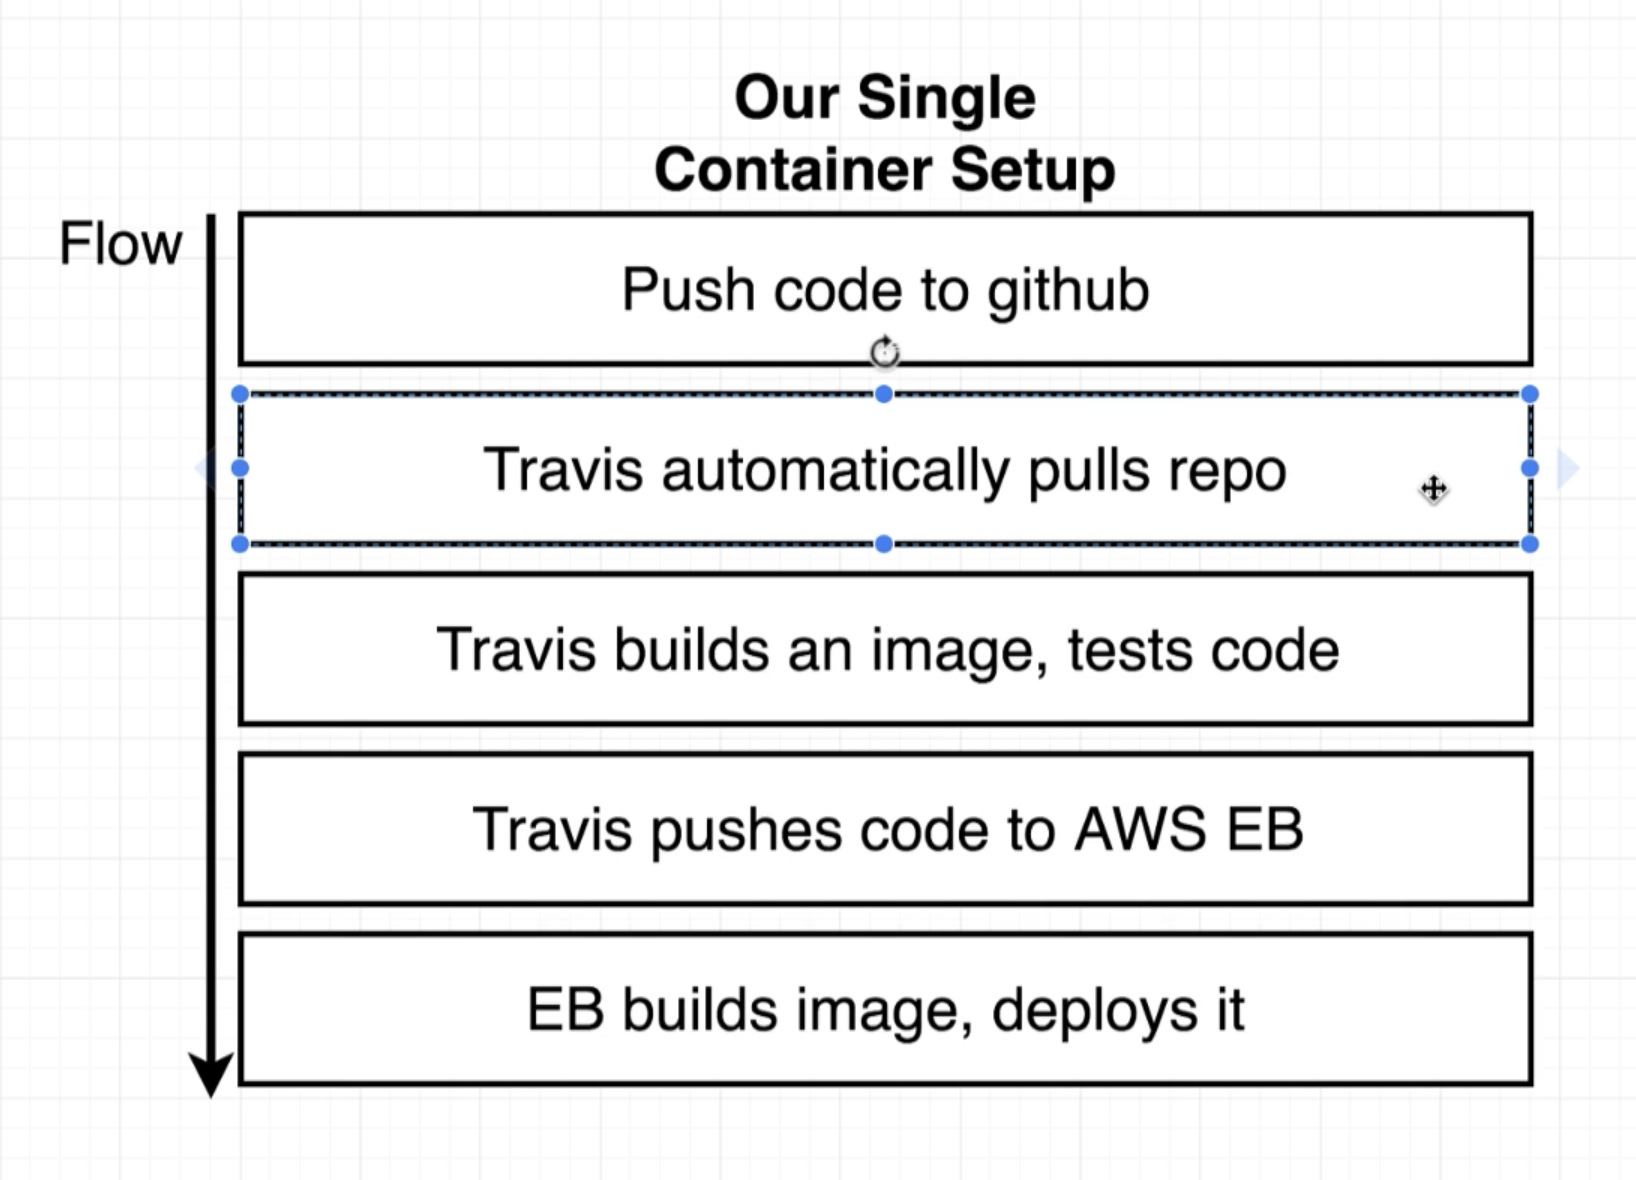 Our Single
Container Setup
Flow
Push code to github
Travis automatically pulls repo
Travis builds an image, tests code
Travis pushes code to AWS EB
EB builds image, deploys it